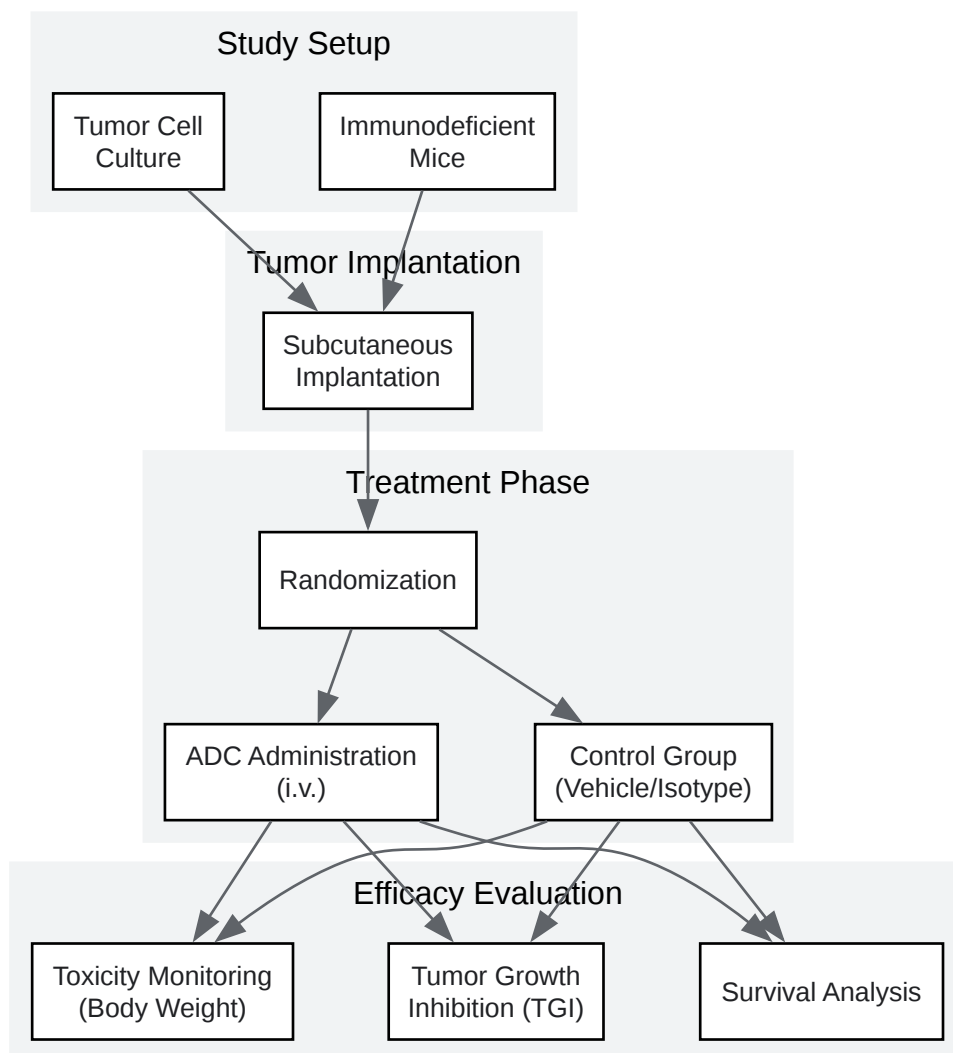 Study Setup
Tumor Cell
Culture
Immunodeficient
Mice
Tumor Implantation
Subcutaneous
Implantation
Treatment Phase
Randomization
ADC Administration
(i.v.)
Control Group
(Vehicle/Isotype)
Efficacy Evaluation
Toxicity Monitoring
(Body Weight)
Tumor Growth
Inhibition (TGI)
Survival Analysis